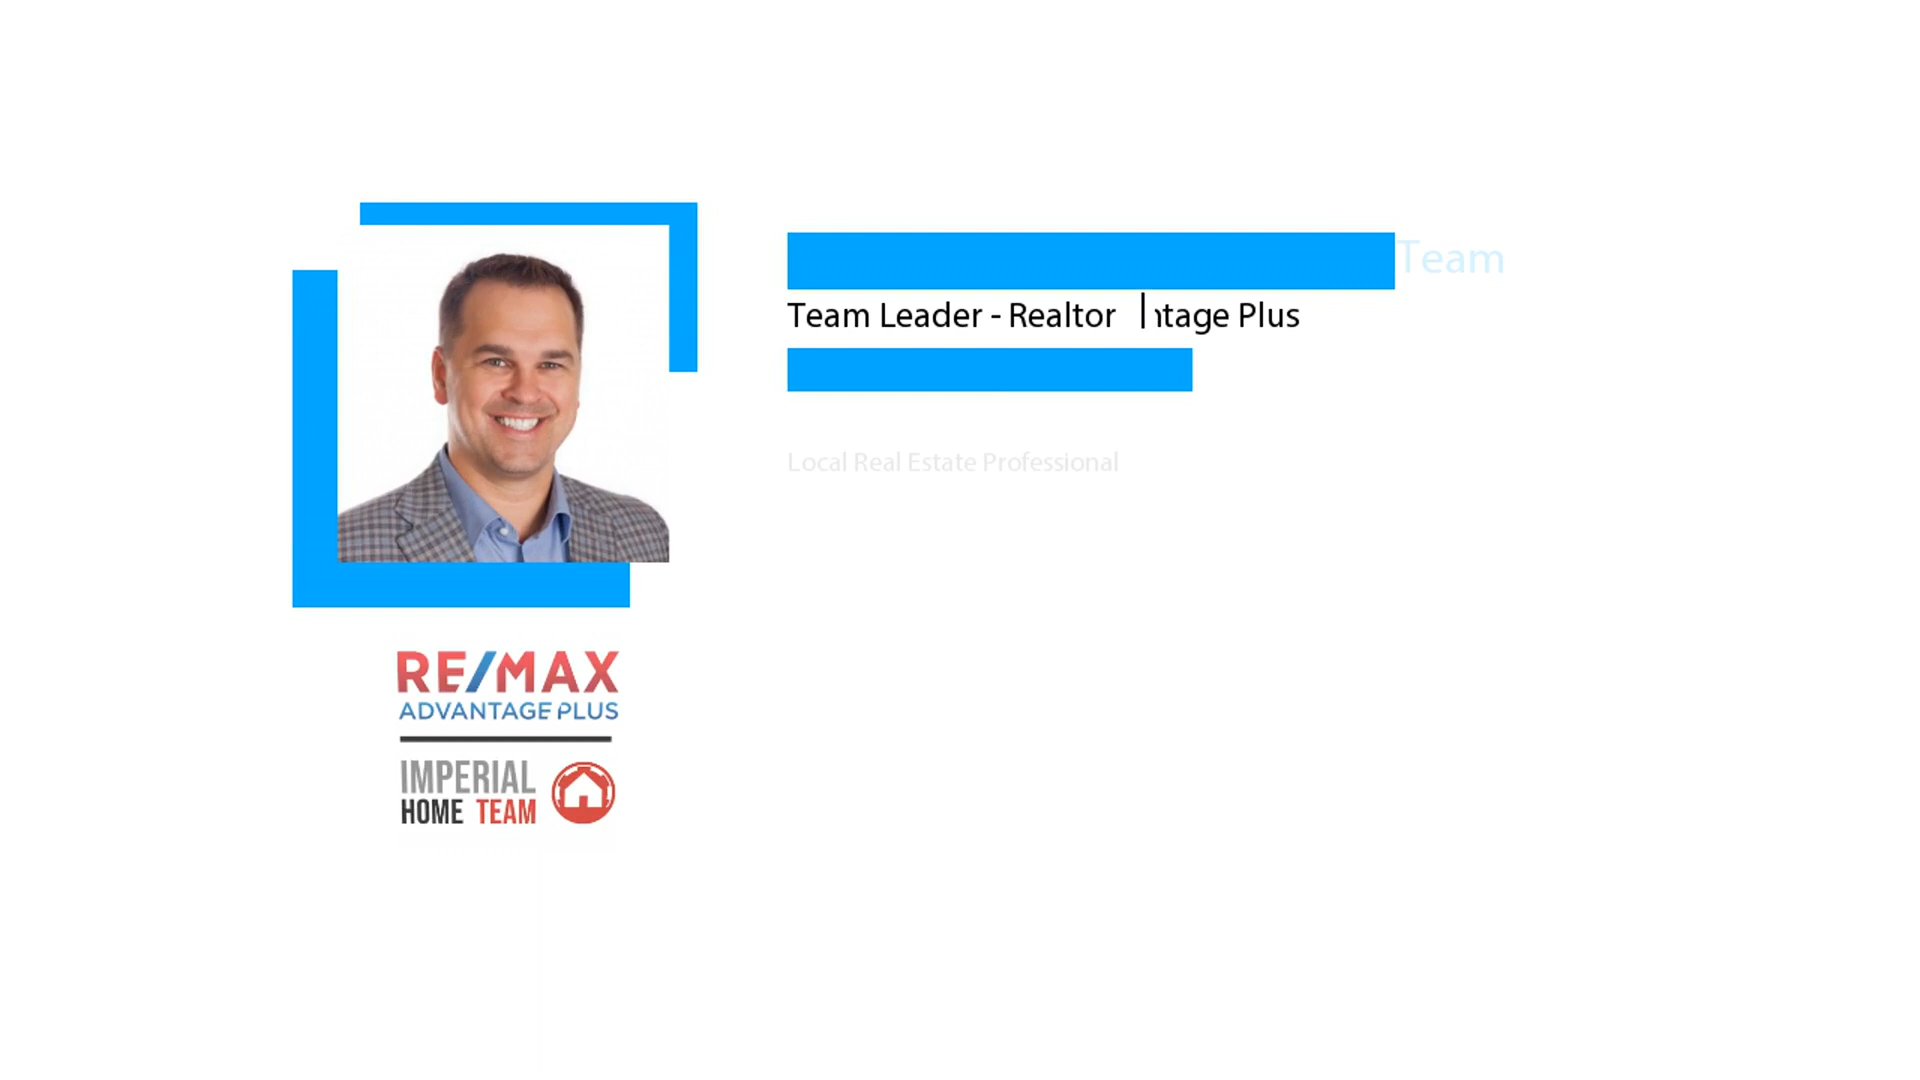 Team
Team Leader - Realtor
tage Plus
Local Real Estate Professional
RE/MAX
ADVANTAGE PLUS
IMPERIAL
HOME TEAM